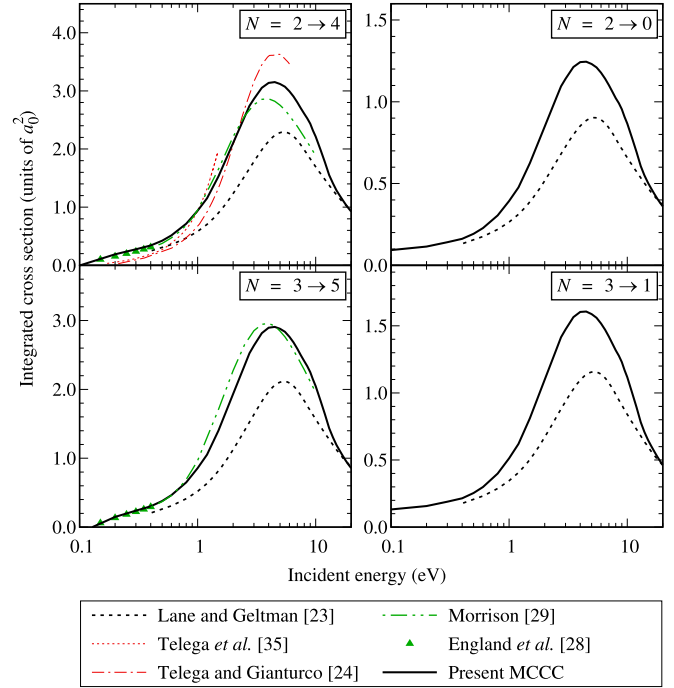 N = 2 → 4
N = 2 → 0
4.0
3.0
2.0
1.0
0.0
1.5
1.0
0.5
0.0
Integrated cross section (units of a₀²)
N = 3 → 5
N = 3 → 1
3.0
2.0
1.0
0.0
1.5
1.0
0.5
0.0
0.1 1 10
0.1 1 10
Incident energy (eV)
Lane and Geltman [23]
Telega et al. [35]
Telega and Gianturco [24]
Morrison [29]
England et al. [28]
Present MCCC